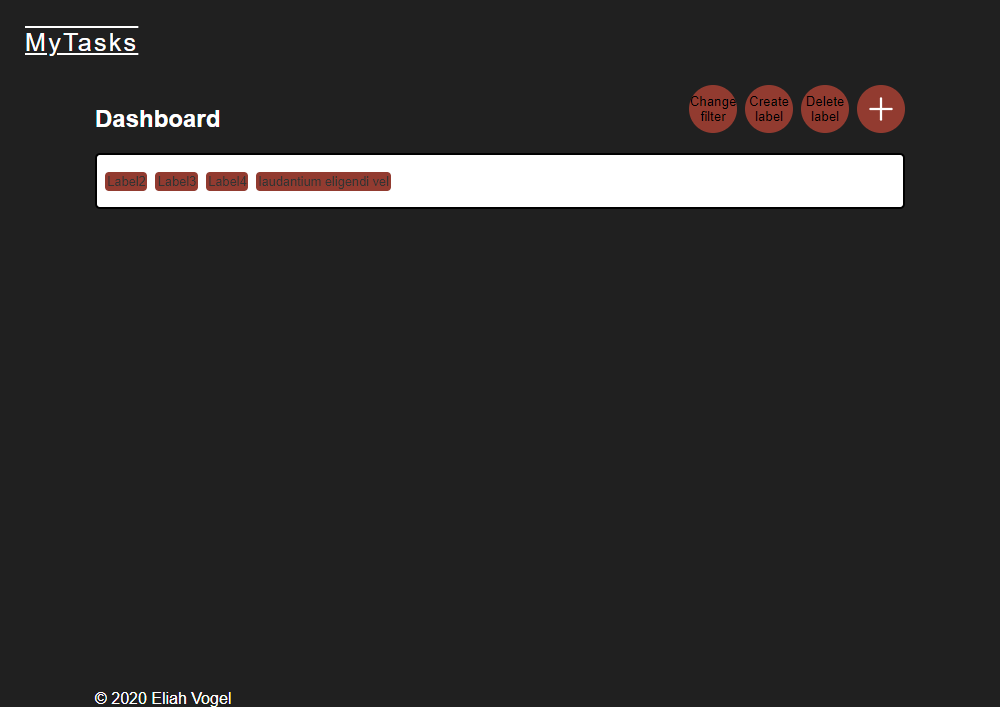 MyTasks
Dashboard
Change
filter
Create
label
Delete
label
Label2 Label3 Label4 laudantium eligendi vel
© 2020 Eliah Vogel